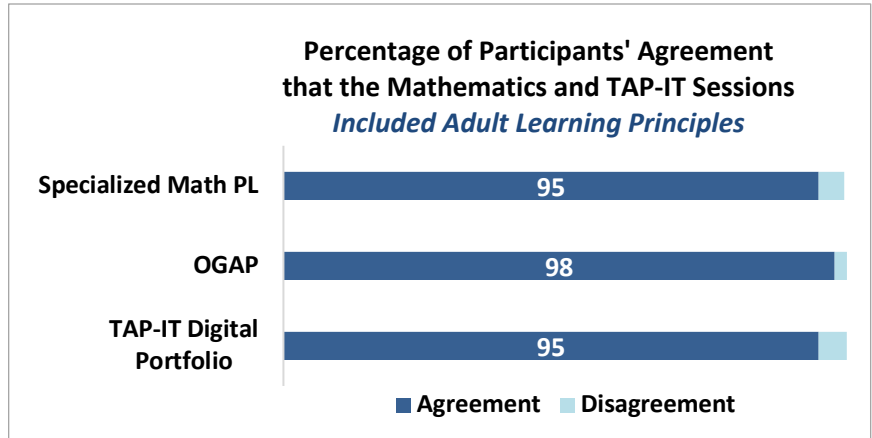 Percentage of Participants' Agreement
that the Mathematics and TAP-IT Sessions
Included Adult Learning Principles
Specialized Math PL
95
OGAP
98
TAP-IT Digital
Portfolio
95
Agreement
Disagreement